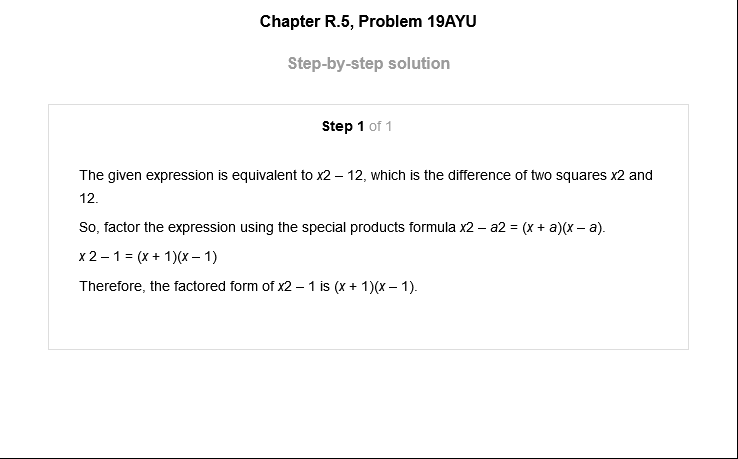 Chapter R.5, Problem 19AYU
Step-by-step solution
Step 1 of 1
The given expression is equivalent to x2 – 12, which is the difference of two squares x2 and
12.
So, factor the expression using the special products formula x2 – a2 = (x + a)(x – a).
x 2 – 1 = (x + 1)(x – 1)
Therefore, the factored form of x2 – 1 is (x + 1)(x – 1).